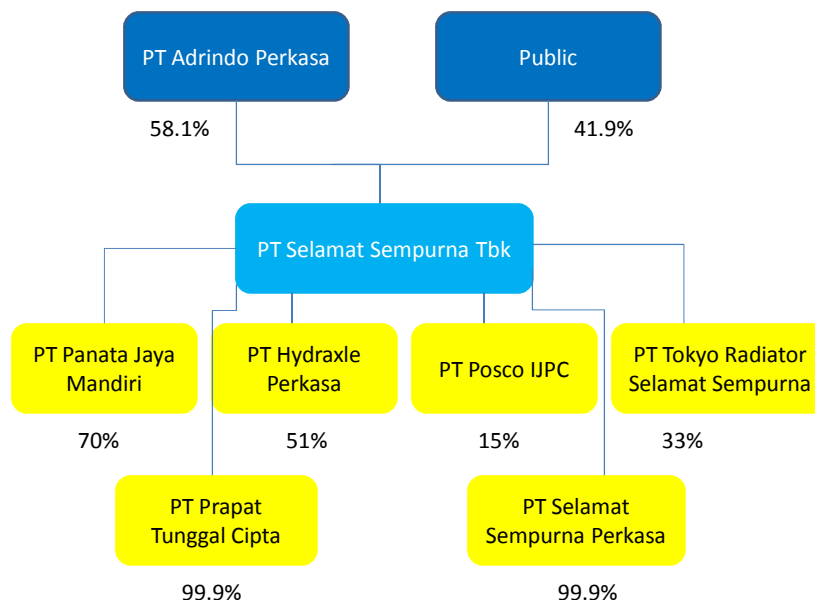 PT Adrindo Perkasa
Public
58.1%
41.9%
PT Selamat Sempurna Tbk
PT Panata Jaya
Mandiri
PT Hydraxle
Perkasa
PT Posco IJPC
PT Tokyo Radiator
Selamat Sempurna
70%
51%
15%
33%
PT Prapat
Tunggal Cipta
PT Selamat
Sempurna Perkasa
99.9%
99.9%